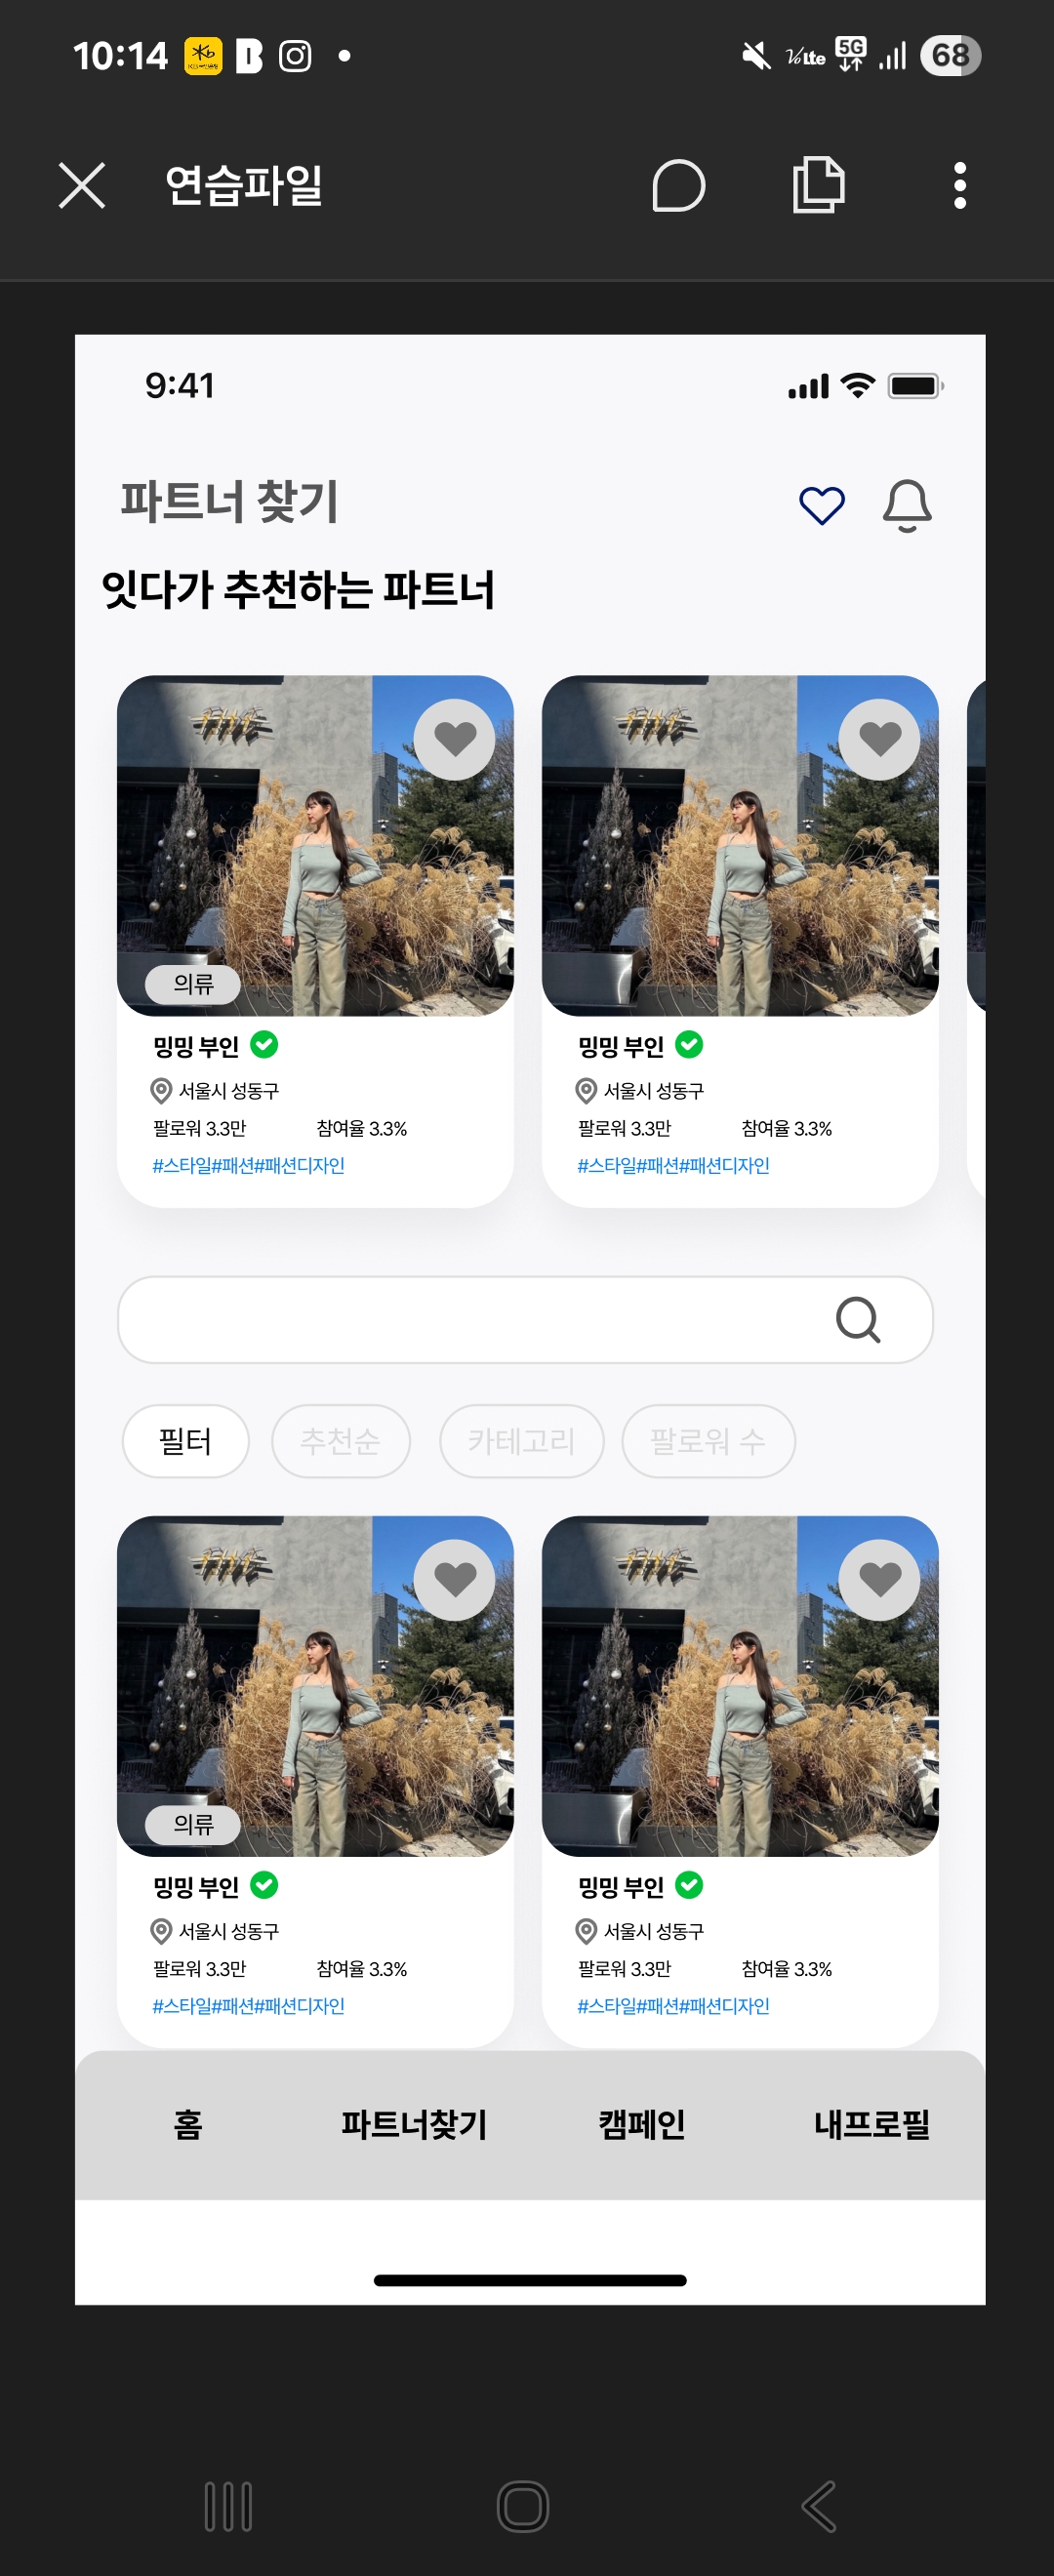 10:14
Volte 5G 68
연습파일
9:41
파트너 찾기
잇다가 추천하는 파트너
의류
밍밍 부인 밍밍 부인
서울시 성동구 서울시 성동구
팔로워 3.3만 참여율 3.3% 팔로워 3.3만 참여율 3.3%
#스타일#패션#패션디자인 #스타일#패션#패션디자인
필터 추천순 카테고리 팔로워 수
의류
밍밍 부인 밍밍 부인
서울시 성동구 서울시 성동구
팔로워 3.3만 참여율 3.3% 팔로워 3.3만 참여율 3.3%
#스타일#패션#패션디자인 #스타일#패션#패션디자인
홈 파트너찾기 캠페인 내프로필